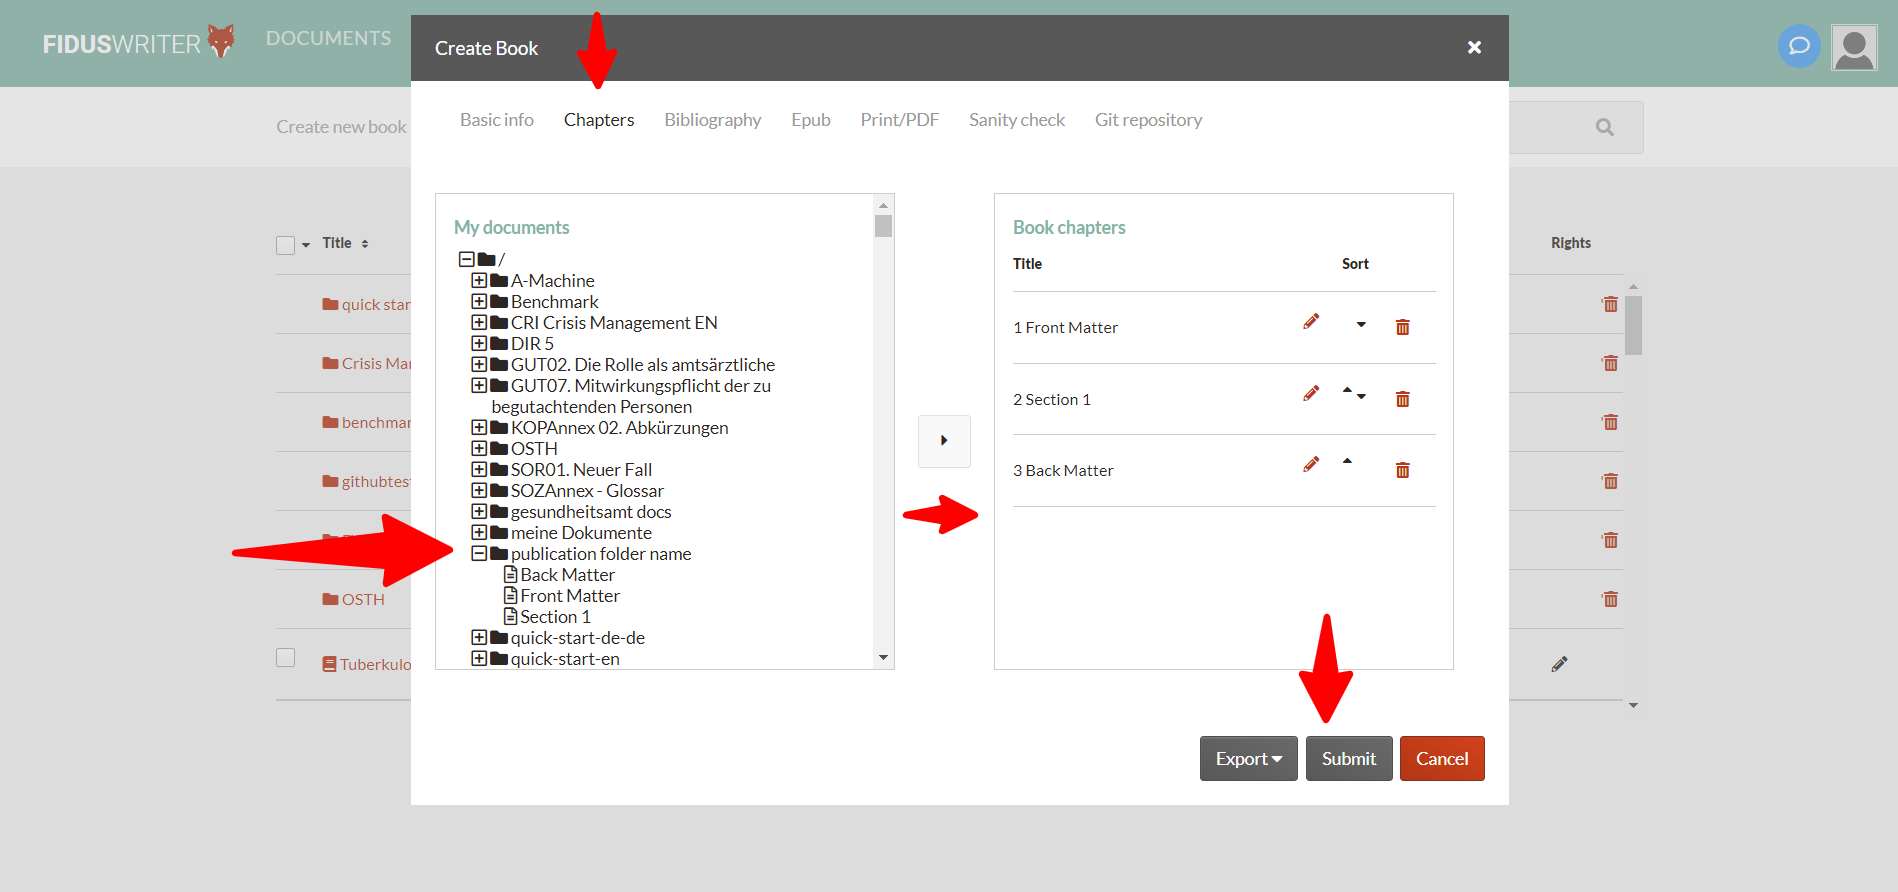 FIDUSWRITER DOCUMENTS
Create Book
Basic info Chapters Bibliography Epub Print/PDF Sanity check Git repository
Create new book
Title
Rights
quick star
Crisis Ma
benchmar
githubtest
OSTH
Tuberkulo
My documents
/
A-Machine
Benchmark
CRI Crisis Management EN
DIR 5
GUT02. Die Rolle als amtsärztliche
GUT07. Mitwirkungspflicht der zu
begutachtenden Personen
KOPAnnex 02. Abkürzungen
OSTH
SOR01. Neuer Fall
SOZAnnex - Glossar
gesundheitsamt docs
meine Dokumente
publication folder name
Back Matter
Front Matter
Section 1
quick-start-de-de
quick-start-en
Book chapters
Title Sort
1 Front Matter
2 Section 1
3 Back Matter
Export Submit Cancel